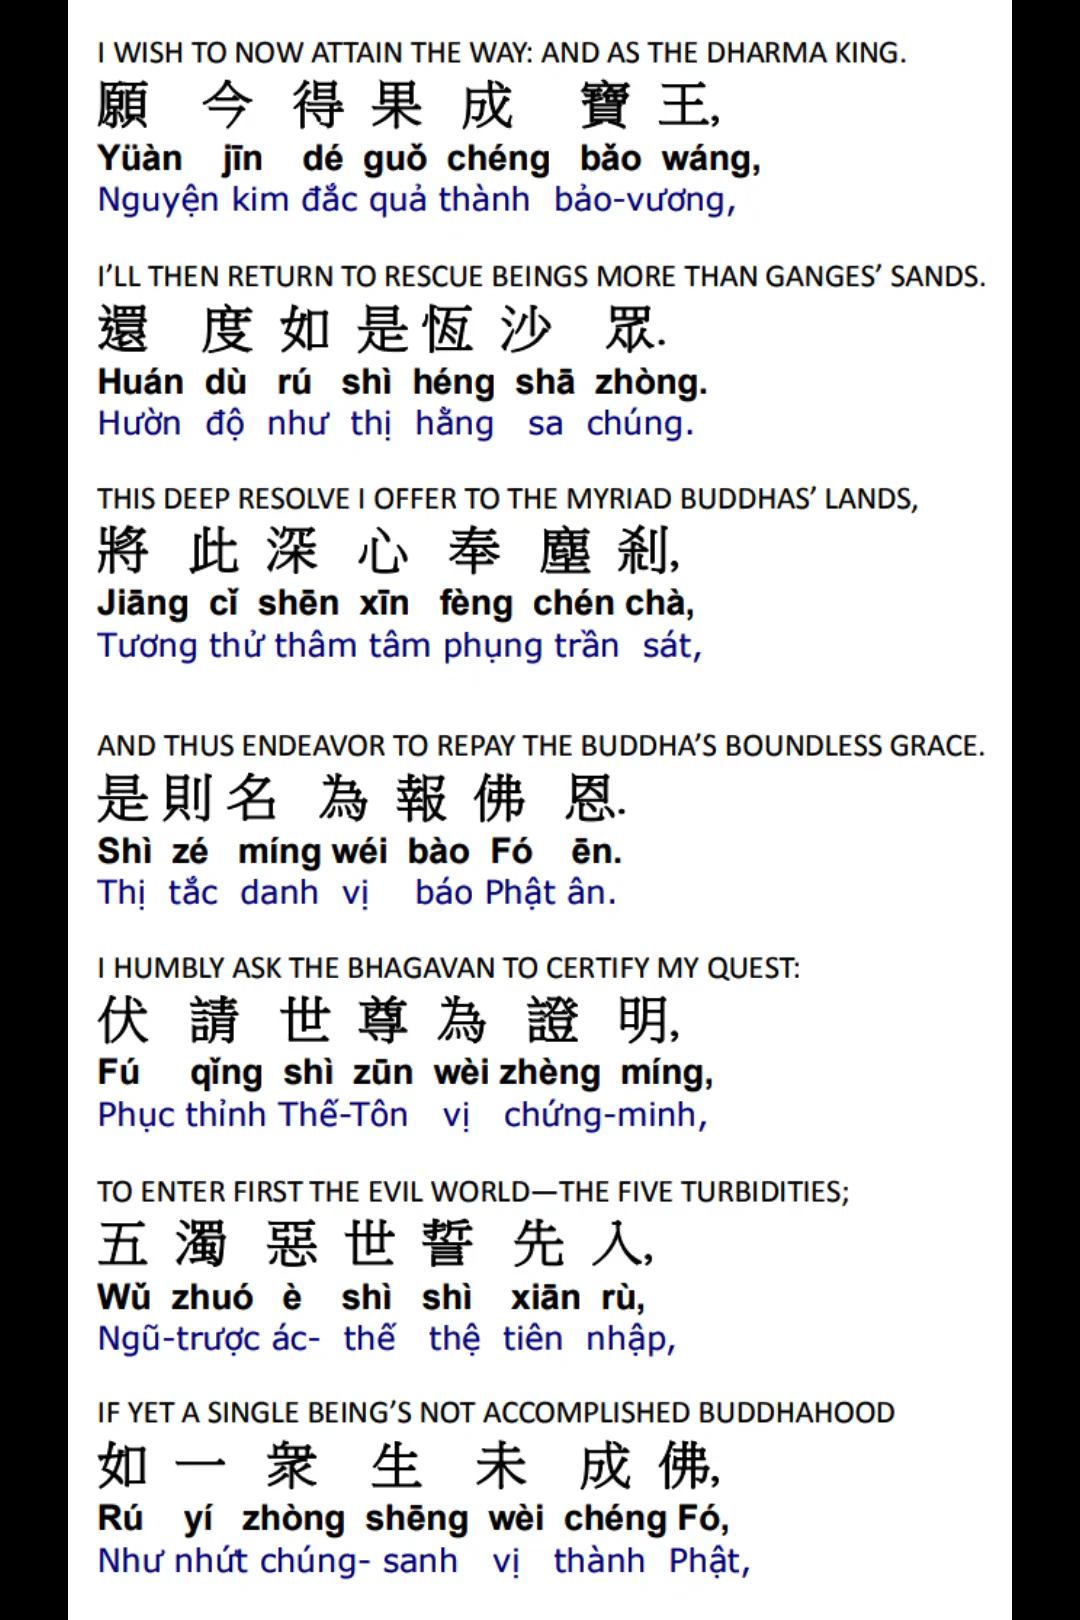 I WISH TO NOW ATTAIN THE WAY: AND AS THE DHARMA KING.
願 今 得 果 成 寶 王,
Yüàn jīn dé guǒ chéng bǎo wáng,
Nguyện kim đắc quả thành bảo-vương,
I’LL THEN RETURN TO RESCUE BEINGS MORE THAN GANGES’ SANDS.
還 度 如 是 恆 沙 眾.
Huán dù rú shì héng shā zhòng.
Hườn độ như thị hằng sa chúng.
THIS DEEP RESOLVE I OFFER TO THE MYRIAD BUDDHAS’ LANDS,
將 此 深 心 奉 塵 剎,
Jiāng cǐ shēn xīn fèng chén chà,
Tương thử thâm tâm phụng trần sát,
AND THUS ENDEAVOR TO REPAY THE BUDDHA’S BOUNDLESS GRACE.
是 則 名 為 報 佛 恩.
Shì zé míng wéi bào Fó ēn.
Thị tắc danh vị báo Phật ân.
I HUMBLY ASK THE BHAGAVAN TO CERTIFY MY QUEST:
伏 請 世 尊 為 證 明,
Fú qǐng shì zūn wèi zhèng míng,
Phục thỉnh Thế-Tôn vị chứng-minh,
TO ENTER FIRST THE EVIL WORLD—THE FIVE TURBIDITIES;
五 濁 惡 世 誓 先 入,
Wǔ zhuó è shì shì xiān rù,
Ngũ-trược ác- thế thệ tiên nhập,
IF YET A SINGLE BEING’S NOT ACCOMPLISHED BUDDHAHOOD
如 一 衆 生 未 成 佛,
Rú yí zhòng shēng wèi chéng Fó,
Như nhứt chúng- sanh vị thành Phật,